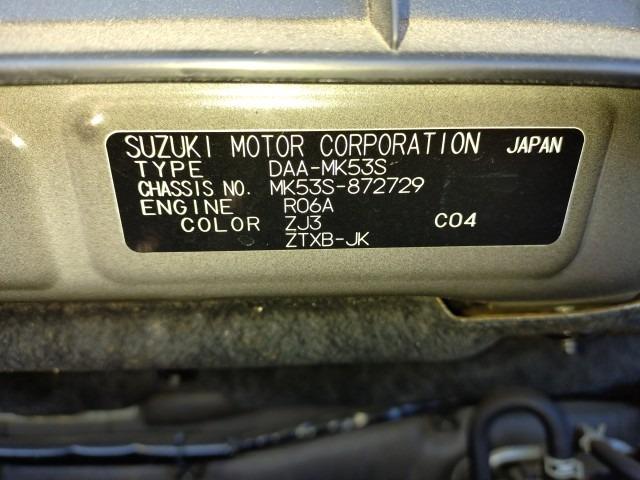 SUZUKI MOTOR CORPORATION JAPAN
TYPE DAA-MK53S
CHASSIS NO. MK53S-872729
ENGINE R06A
COLOR ZJ3 C04
ZTXB-JK